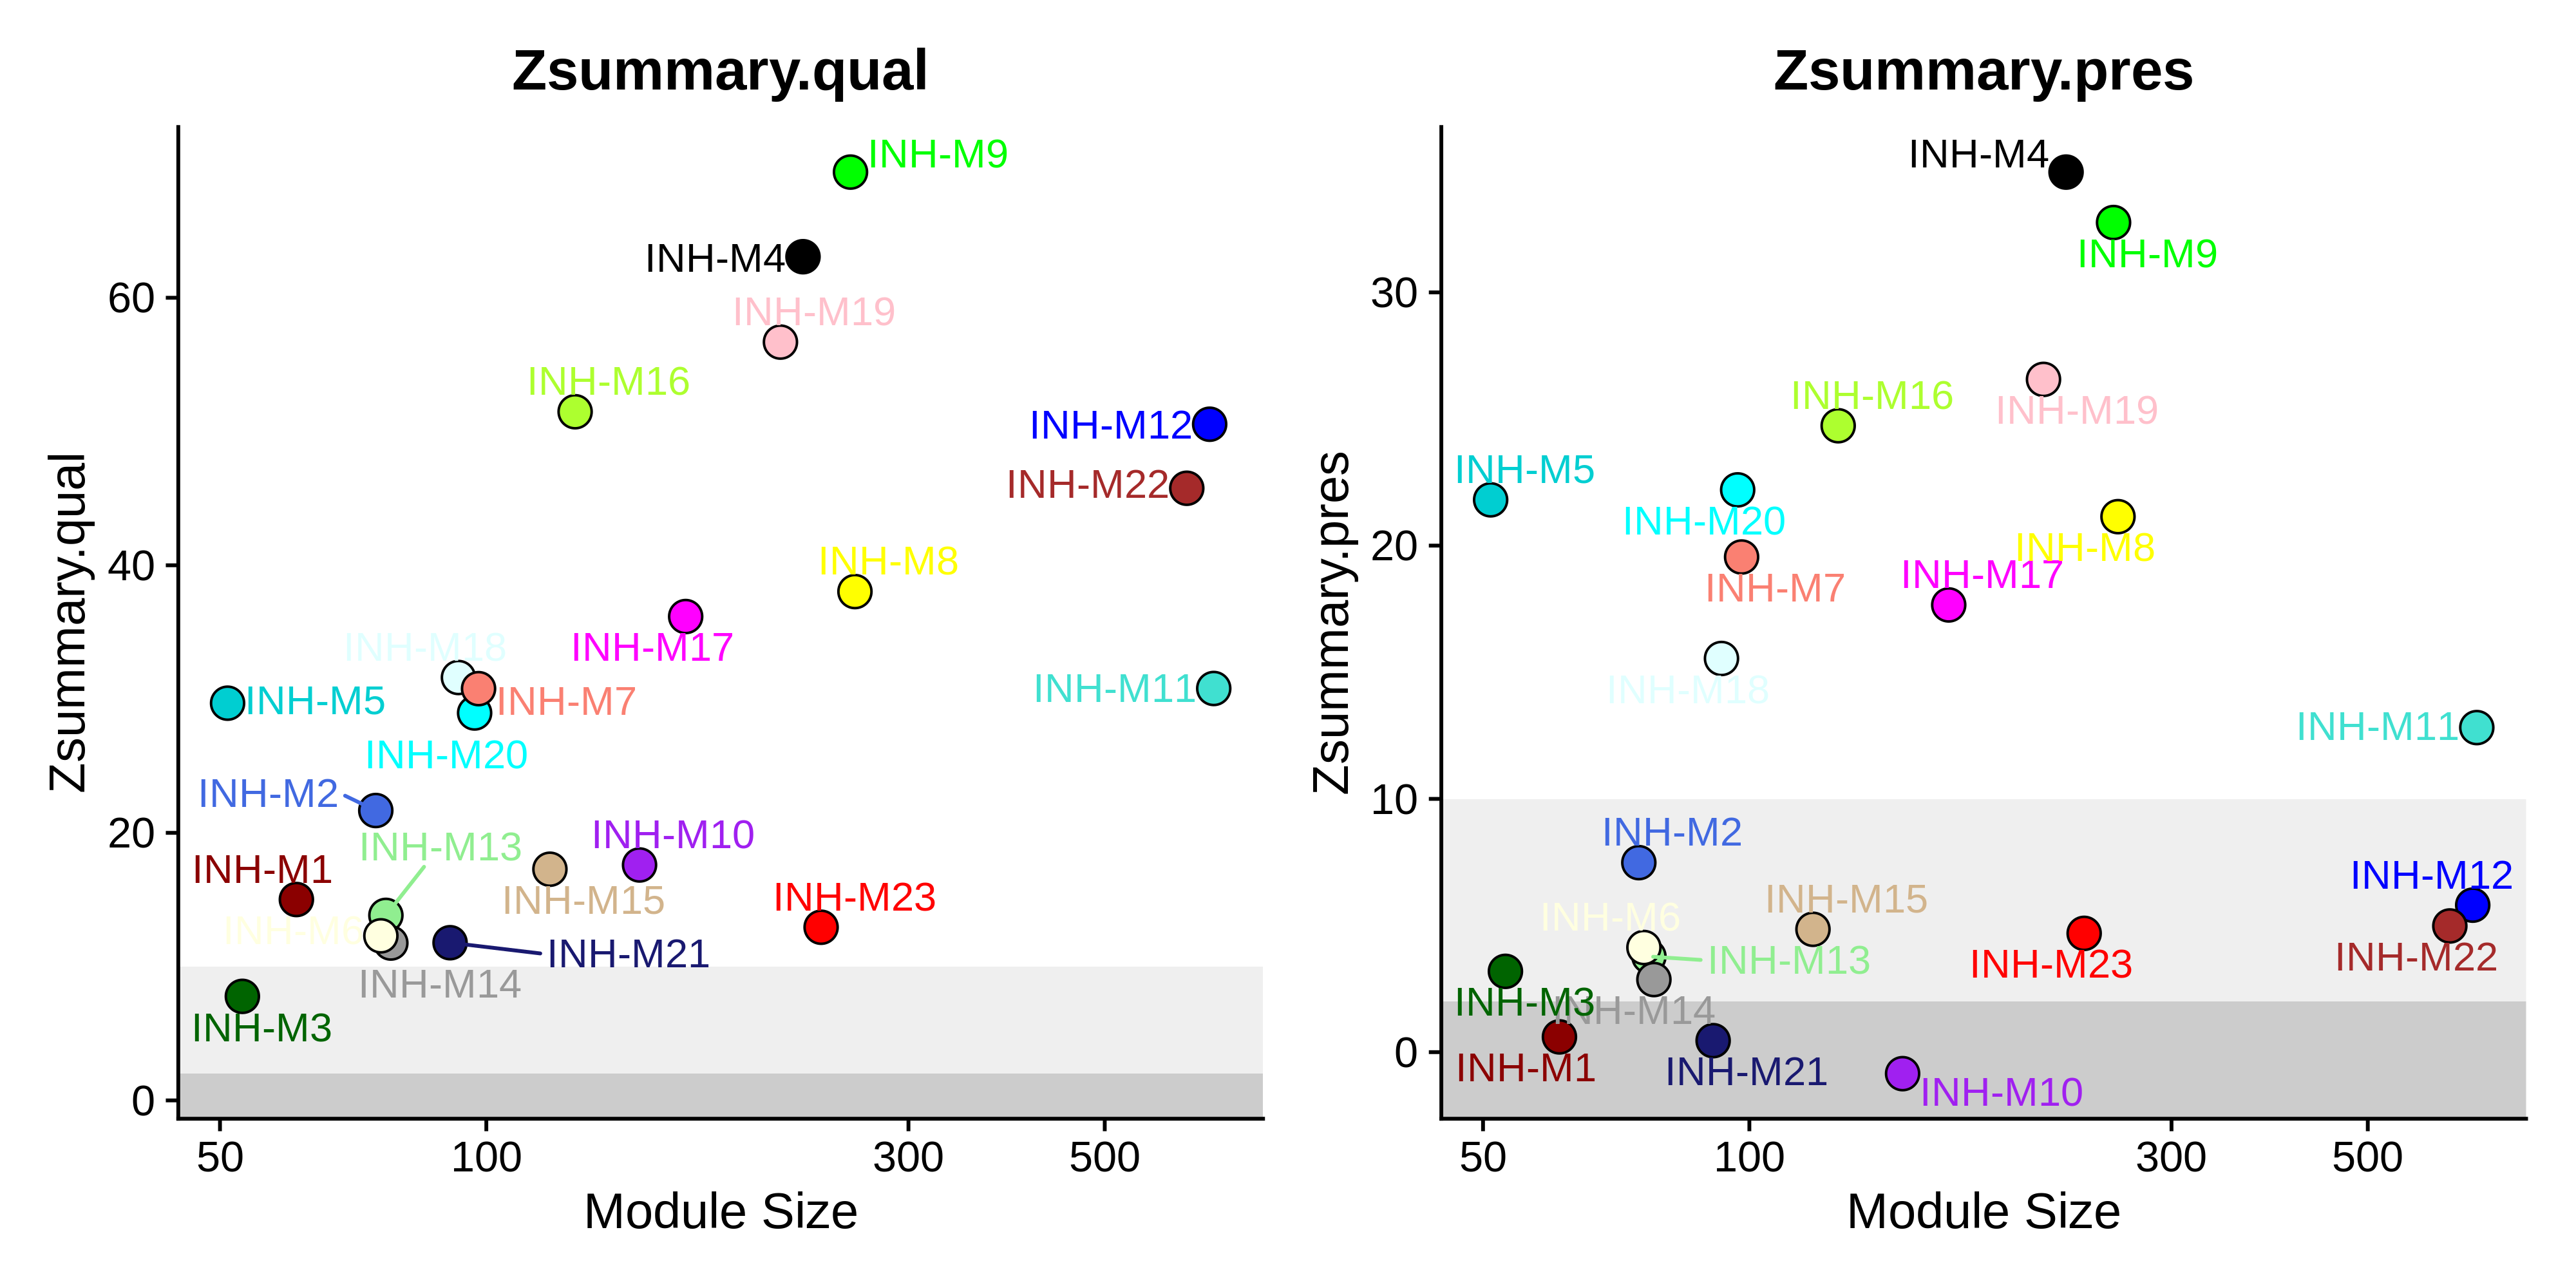 Zsummary.qual
Zsummary.qual
60
40
20
0
INH-M9
INH-M4
INH-M19
INH-M16
INH-M12
INH-M22
INH-M8
INH-M17
INH-M18
INH-M5
INH-M7
INH-M11
INH-M20
INH-M2
INH-M10
INH-M13
INH-M1
INH-M23
INH-M15
INH-M6
INH-M21
INH-M14
INH-M3
50
100
300
500
Module Size
Zsummary.pres
Zsummary.pres
30
20
10
0
INH-M4
INH-M9
INH-M16
INH-M19
INH-M5
INH-M20
INH-M8
INH-M17
INH-M7
INH-M18
INH-M11
INH-M2
INH-M12
INH-M15
INH-M6
INH-M22
INH-M13
INH-M23
INH-M3
INH-M14
INH-M1
INH-M21
INH-M10
50
100
300
500
Module Size